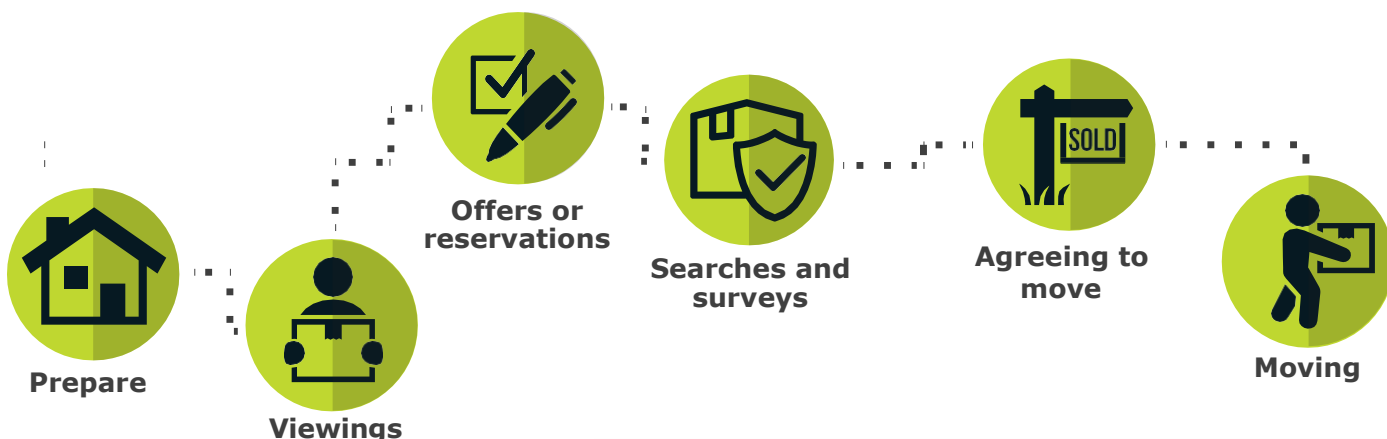 Prepare
Viewings
Offers or
reservations
Searches and
surveys
SOLD
Agreeing to
move
Moving